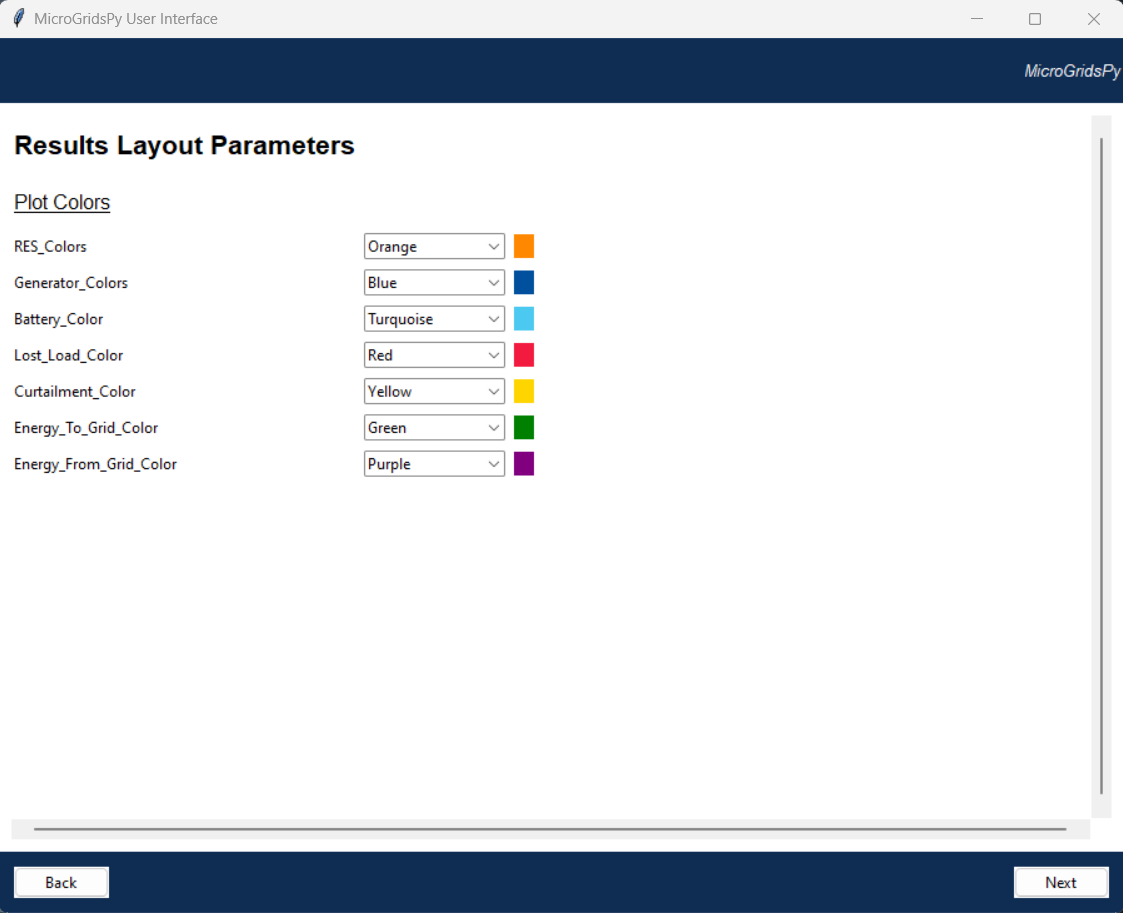 MicroGridsPy User Interface
MicroGridsPy
Results Layout Parameters
Plot Colors
RES_Colors Orange
Generator_Colors Blue
Battery_Color Turquoise
Lost_Load_Color Red
Curtailment_Color Yellow
Energy_To_Grid_Color Green
Energy_From_Grid_Color Purple
Back Next